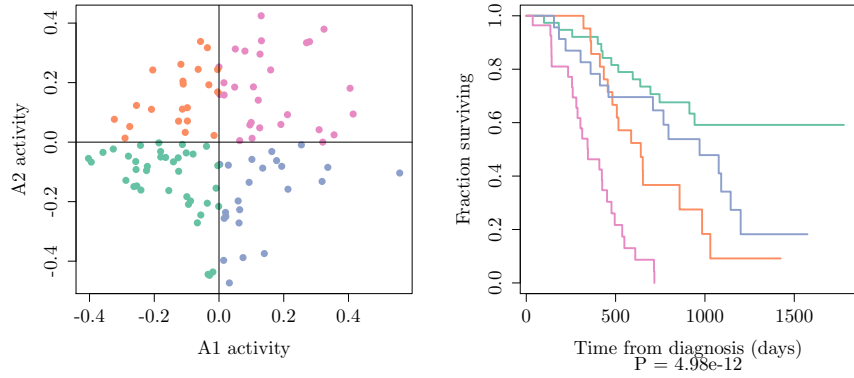 0.4
0.2
0.0
-0.2
-0.4
A2 activity
-0.4 -0.2 0.0 0.2 0.4
A1 activity
1.0
0.8
0.6
0.4
0.2
0.0
Fraction surviving
0 500 1000 1500
Time from diagnosis (days)
P = 4.98e-12